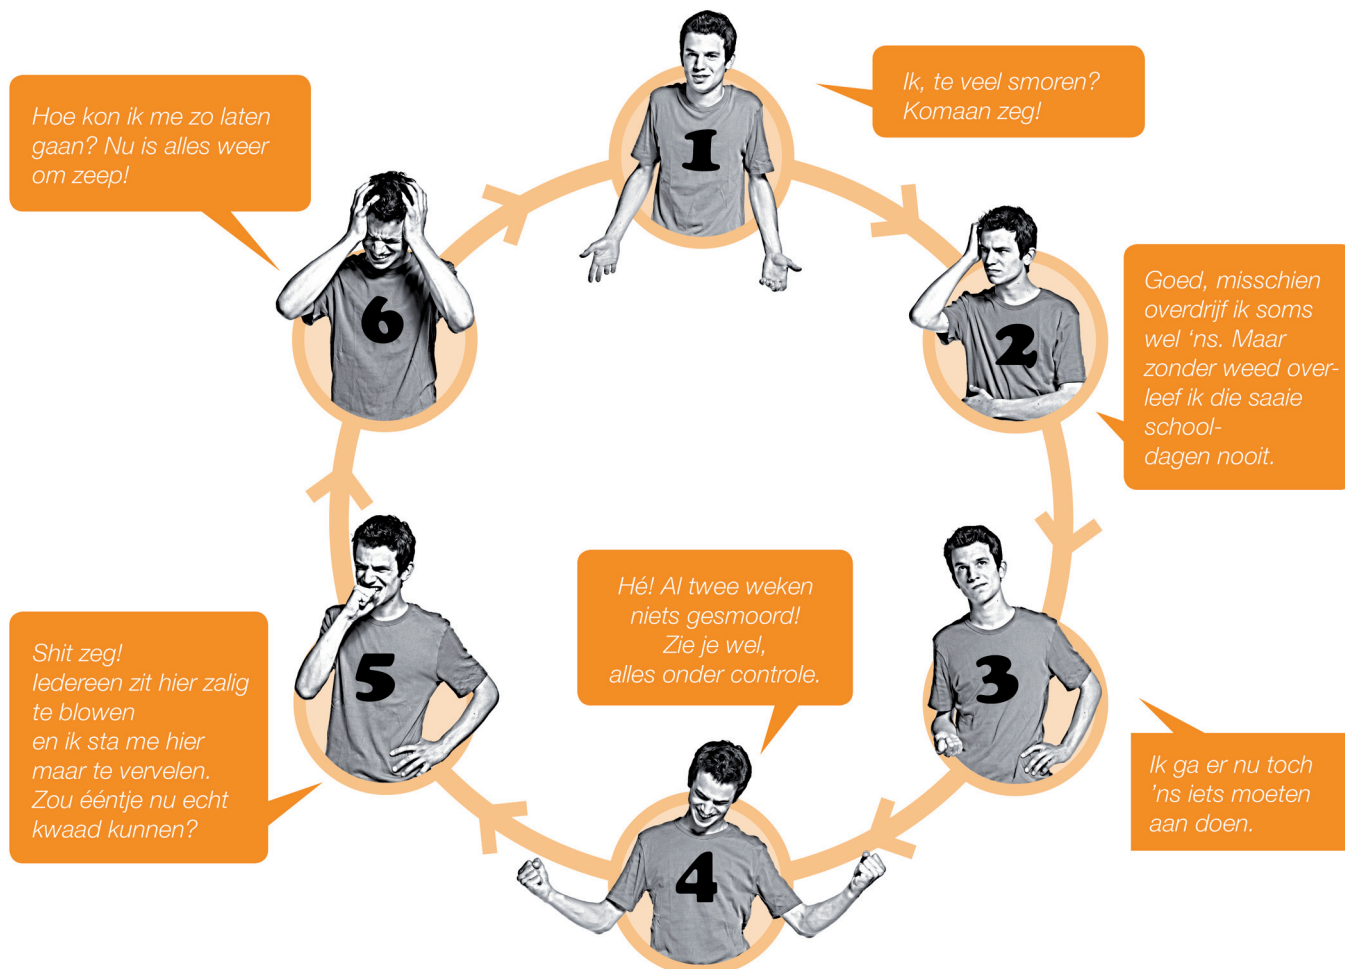 1
Ik, te veel smoren?
Komaan zeg!
2
Goed, misschien
overdrijf ik soms
wel ‘ns. Maar
zonder weed over-
leef ik die saaie
school-
dagen nooit.
3
Ik ga er nu toch
’ns iets moeten
aan doen.
4
Hé! Al twee weken
niets gesmoord!
Zie je wel,
alles onder controle.
5
Shit zeg!
Iedereen zit hier zalig
te blowen
en ik sta me hier
maar te vervelen.
Zou ééntje nu echt
kwaad kunnen?
6
Hoe kon ik me zo laten
gaan? Nu is alles weer
om zeep!